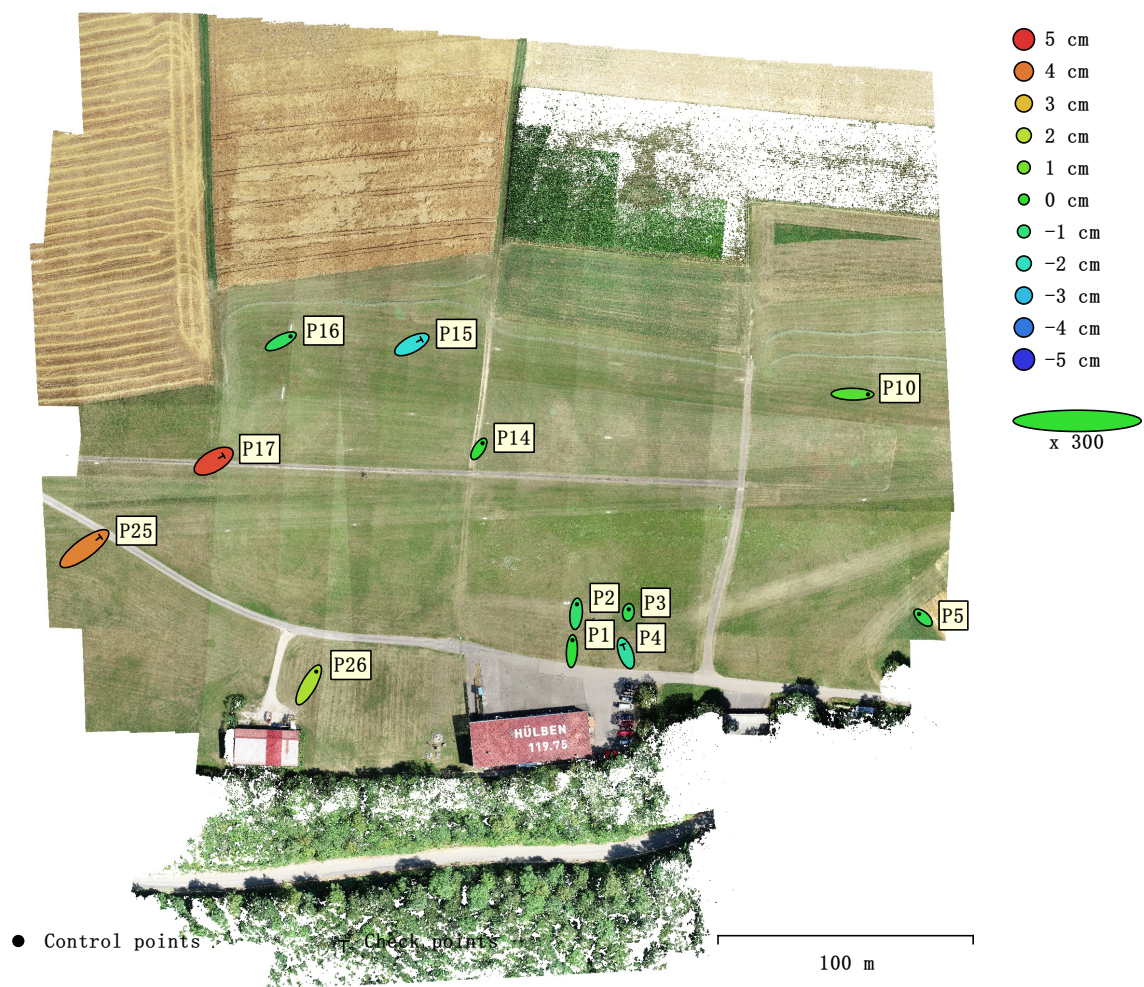 5 cm
4 cm
3 cm
2 cm
1 cm
0 cm
-1 cm
-2 cm
-3 cm
-4 cm
-5 cm
x 300
P16
P15
P10
P14
P17
P25
P2
P3
P5
P1
P4
P26
HÜLBEN
119.75
Control points
Check points
100 m